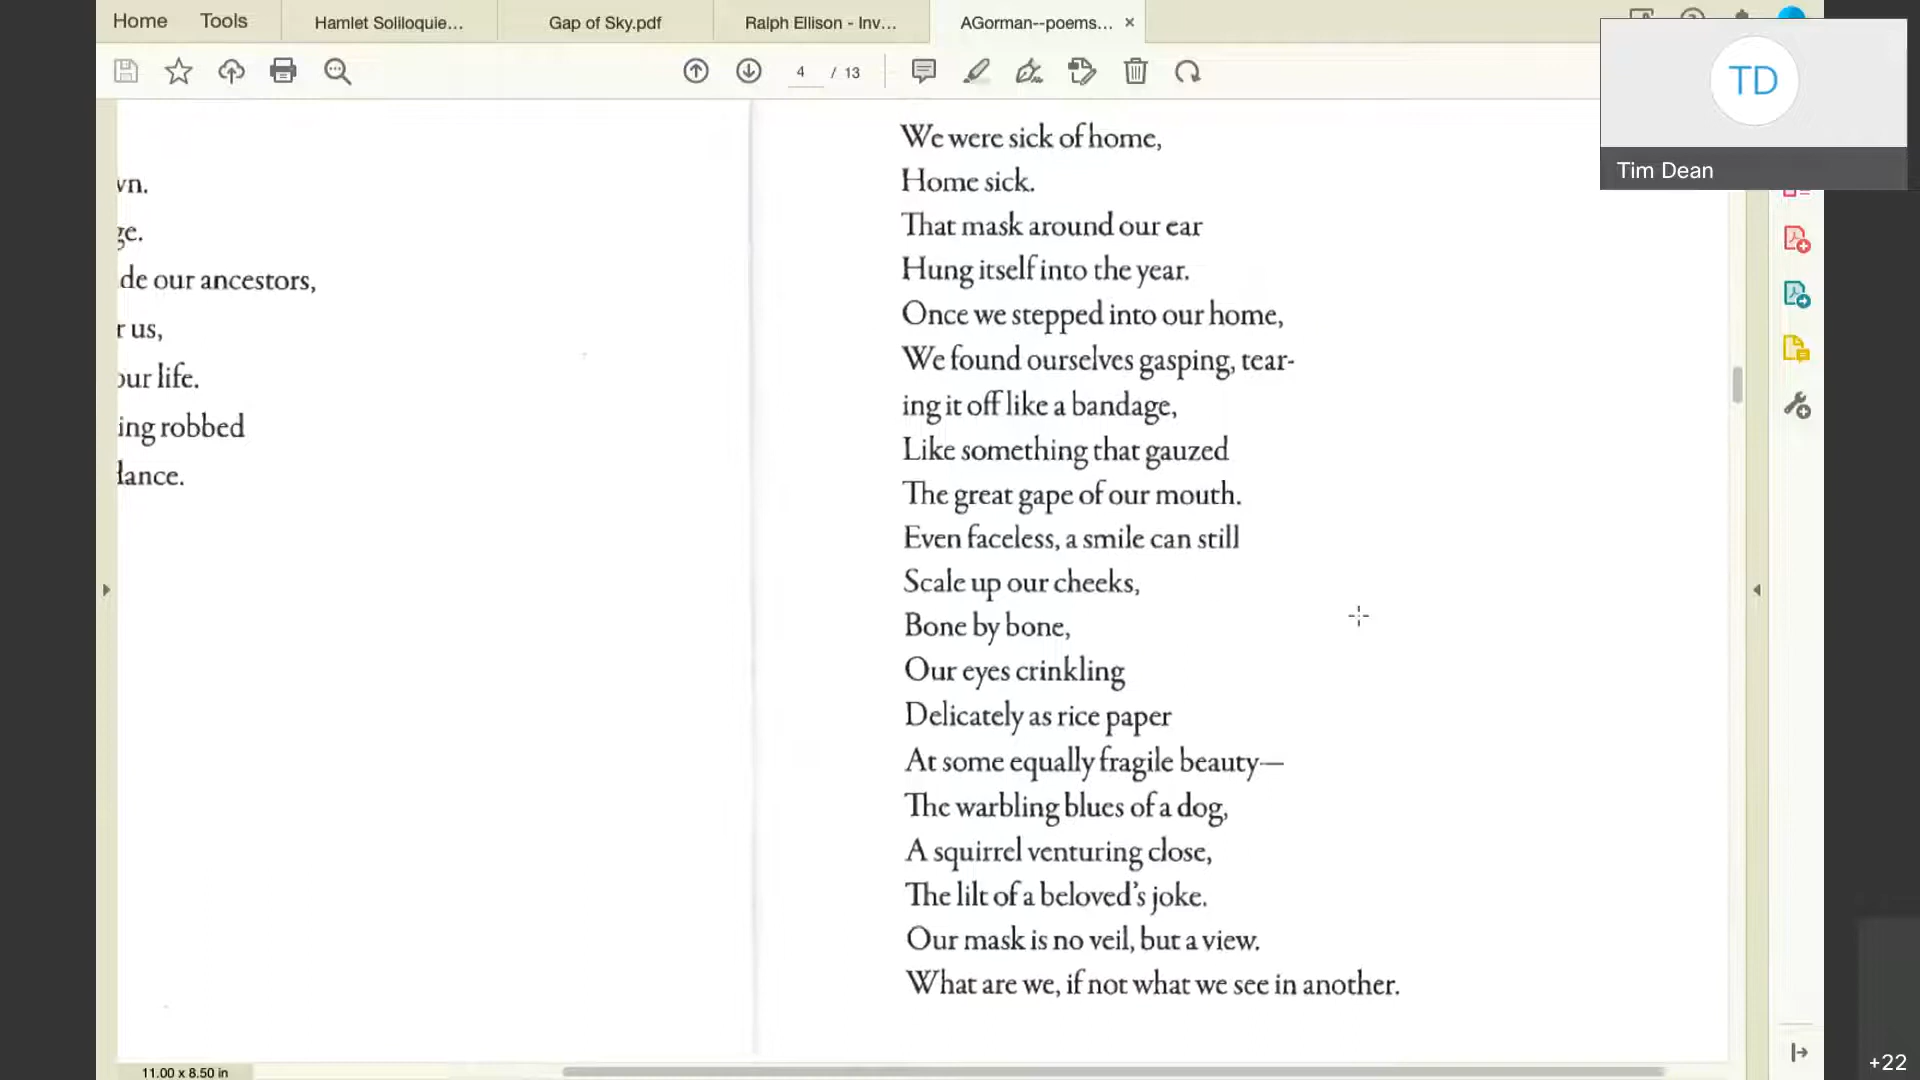 Home Tools Hamlet Soliloquie... Gap of Sky.pdf Ralph Ellison - Inv... AGorman--poems... ×
4 / 13
TD
Tim Dean
vn.
ge.
de our ancestors,
r us,
our life.
ing robbed
lance.
We were sick of home,
Home sick.
That mask around our ear
Hung itself into the year.
Once we stepped into our home,
We found ourselves gasping, tear-
ing it off like a bandage,
Like something that gauzed
The great gape of our mouth.
Even faceless, a smile can still
Scale up our cheeks,
Bone by bone,
Our eyes crinkling
Delicately as rice paper
At some equally fragile beauty—
The warbling blues of a dog,
A squirrel venturing close,
The lilt of a beloved’s joke.
Our mask is no veil, but a view.
What are we, if not what we see in another.
11.00 x 8.50 in
+22